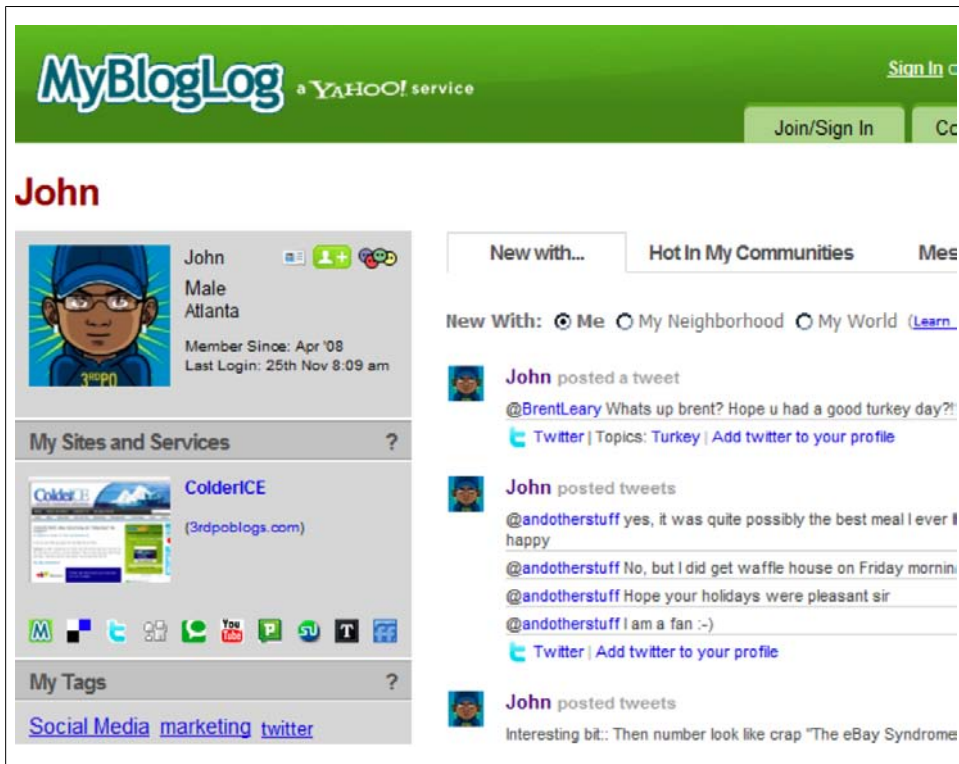 MyBlogLog a YAHOO! service
Sign In
Join/Sign In
John
John
Male
Atlanta
Member Since: Apr '08
Last Login: 25th Nov 8:09 am
3RDPO
My Sites and Services ?
ColderICE
ColderICE
(3rdpoblogs.com)
You Tube
My Tags ?
Social Media marketing twitter
New with... Hot In My Communities
New With: Me My Neighborhood My World (Learn
John posted a tweet
@BrentLeary Whats up brent? Hope u had a good turkey day?!
Twitter | Topics: Turkey | Add twitter to your profile
John posted tweets
@andotherstuff yes, it was quite possibly the best meal I ever
happy
@andotherstuff No, but I did get waffle house on Friday
@andotherstuff Hope your holidays were pleasant sir
@andotherstuff I am a fan :-)
Twitter | Add twitter to your profile
John posted tweets
Interesting bit:: Then number look like crap "The eBay Syndrome